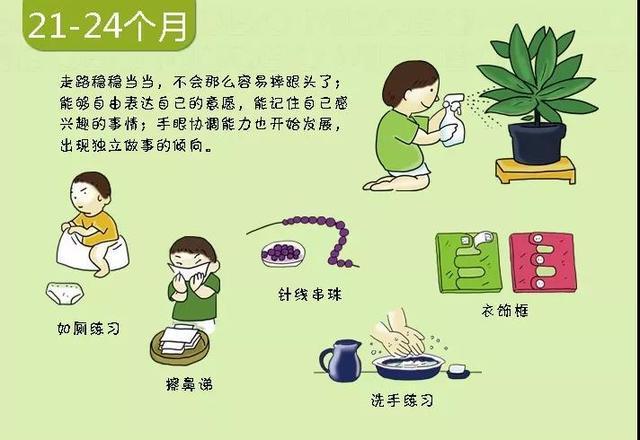 21-24个月
走路稳稳当当，不会那么容易摔跟头了；
能够自由表达自己的意愿，能记住自己感
兴趣的事情；手眼协调能力也开始发展，
出现独立做事的倾向。
针线串珠
衣饰框
如厕练习
擦鼻涕
洗手练习